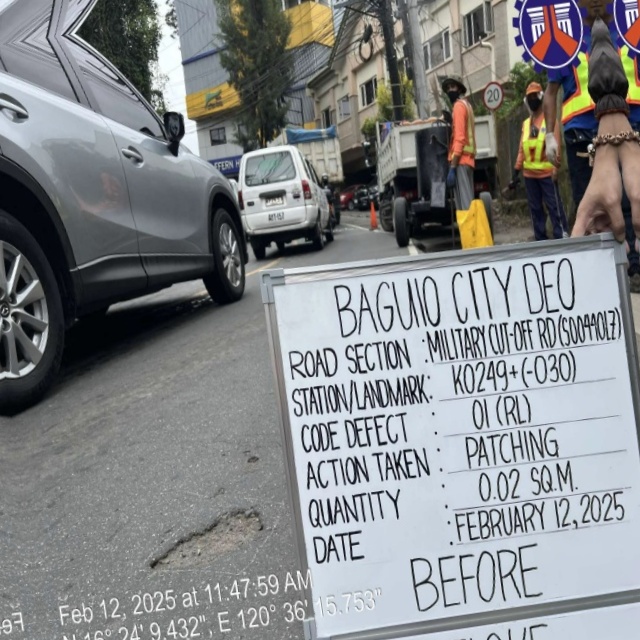 20
BAGUIO CITY DEO
ROAD SECTION : MILITARY CUT-OFF RD (S00440LZ)
STATION/LANDMARK: K0249+(-030)
CODE DEFECT : 01 (RL)
ACTION TAKEN : PATCHING
QUANTITY : 0.02 SQ.M.
DATE : FEBRUARY 12, 2025
BEFORE
Feb 12, 2025 at 11:47:59 AM
N 16° 24' 9.432", E 120° 36' 15.753"